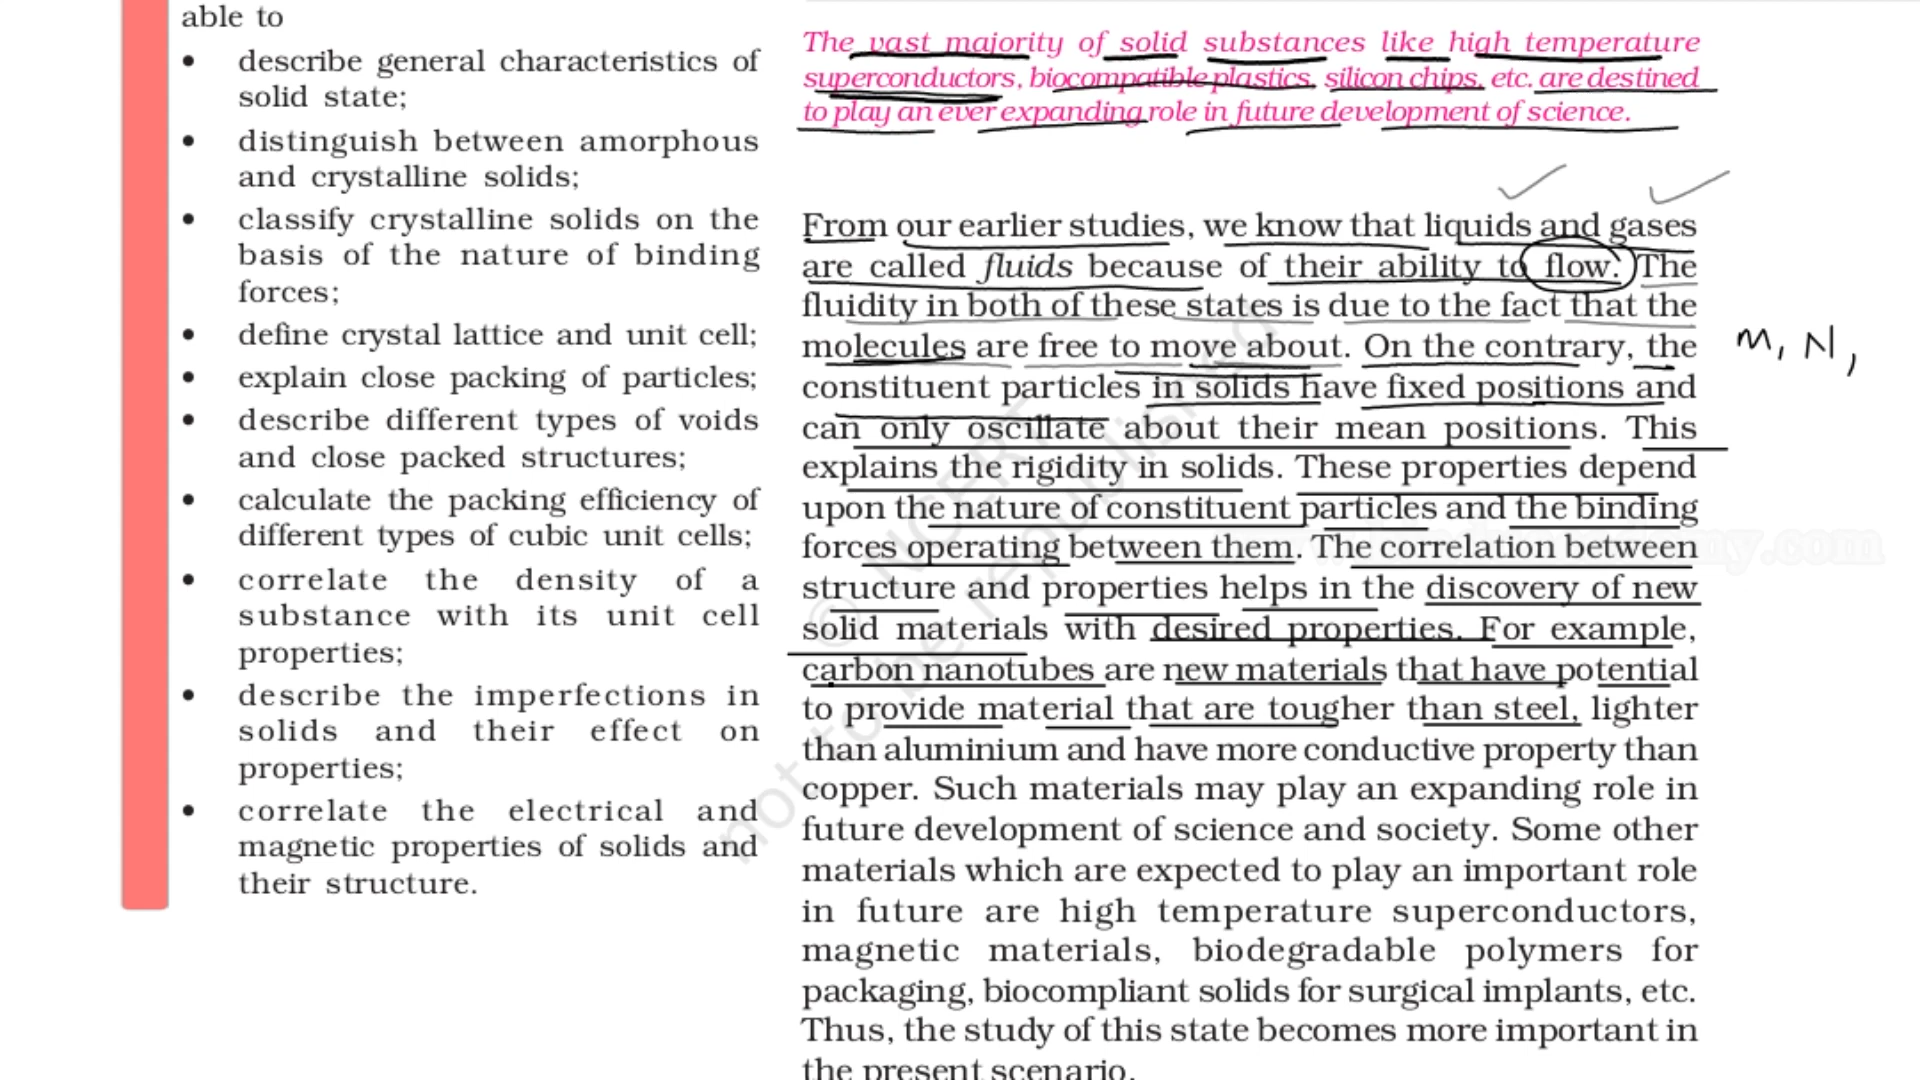 able to
• describe general characteristics of
solid state;
• distinguish between amorphous
and crystalline solids;
• classify crystalline solids on the
basis of the nature of binding
forces;
• define crystal lattice and unit cell;
• explain close packing of particles;
• describe different types of voids
and close packed structures;
• calculate the packing efficiency of
different types of cubic unit cells;
• correlate the density of a
substance with its unit cell
properties;
• describe the imperfections in
solids and their effect on
properties;
• correlate the electrical and
magnetic properties of solids and
their structure.
The vast majority of solid substances like high temperature
superconductors, biocompatible plastics, silicon chips, etc. are destined
to play an ever expanding role in future development of science.
From our earlier studies, we know that liquids and gases
are called fluids because of their ability to flow. The
fluidity in both of these states is due to the fact that the
molecules are free to move about. On the contrary, the
constituent particles in solids have fixed positions and
can only oscillate about their mean positions. This
explains the rigidity in solids. These properties depend
upon the nature of constituent particles and the binding
forces operating between them. The correlation between
structure and properties helps in the discovery of new
solid materials with desired properties. For example,
carbon nanotubes are new materials that have potential
to provide material that are tougher than steel, lighter
than aluminium and have more conductive property than
copper. Such materials may play an expanding role in
future development of science and society. Some other
materials which are expected to play an important role
in future are high temperature superconductors,
magnetic materials, biodegradable polymers for
packaging, biocompliant solids for surgical implants, etc.
Thus, the study of this state becomes more important in
the present scenario.
M, N,
© NCERT
not to be republished